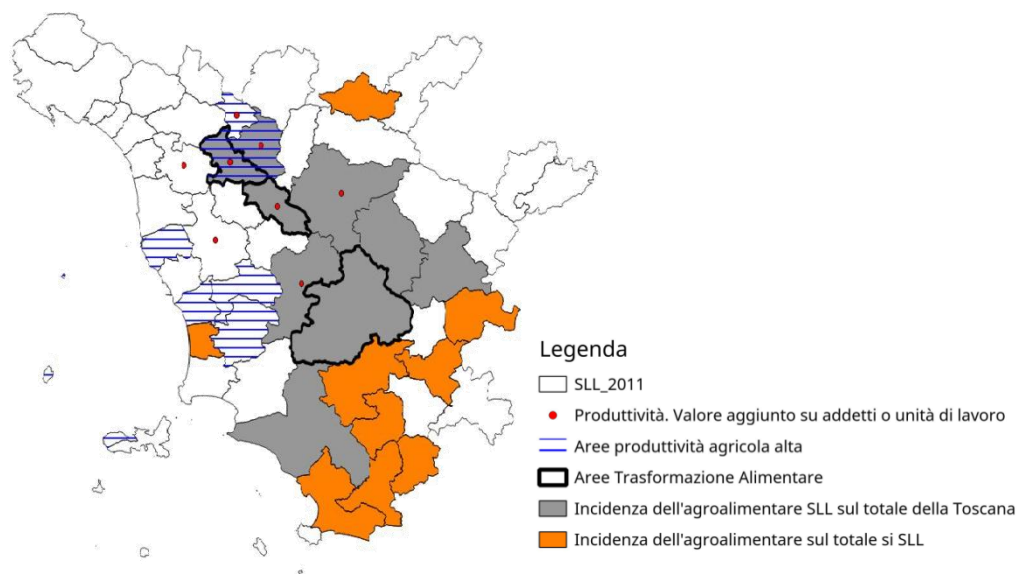 Legenda
SLL_2011
Produttività. Valore aggiunto su addetti o unità di lavoro
Aree produttività agricola alta
Aree Trasformazione Alimentare
Incidenza dell'agroalimentare SLL sul totale della Toscana
Incidenza dell'agroalimentare sul totale si SLL